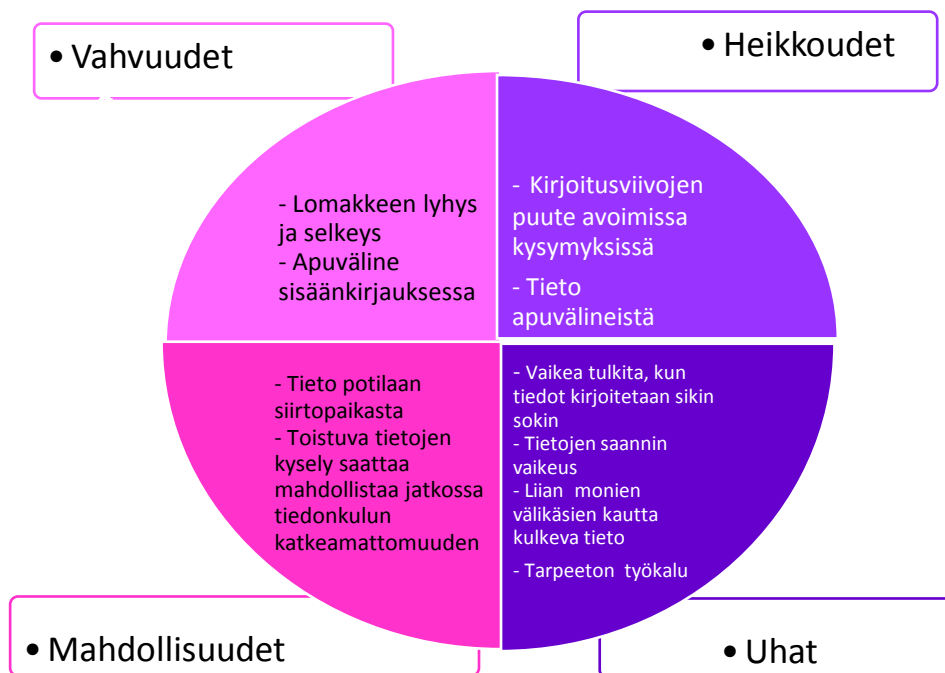 • Vahvuudet
• Heikkoudet
- Lomakkeen lyhys
ja selkeys
- Apuväline
sisäänkirjauksessa
- Kirjoitusviivojen
puute avoimissa
kysymyksissä
- Tieto
apuvälineistä
- Tieto potilaan
siirtopaikasta
- Toistuva tietojen
kysely saattaa
mahdollistaa jatkossa
tiedonkulun
katkeamattomuuden
- Vaikea tulkita, kun
tiedot kirjoitetaan sikin
sokin
- Tietojen saannin
vaikeus
- Liian monien
välikäsien kautta
kulkeva tieto
- Tarpeeton työkalu
• Mahdollisuudet
• Uhat